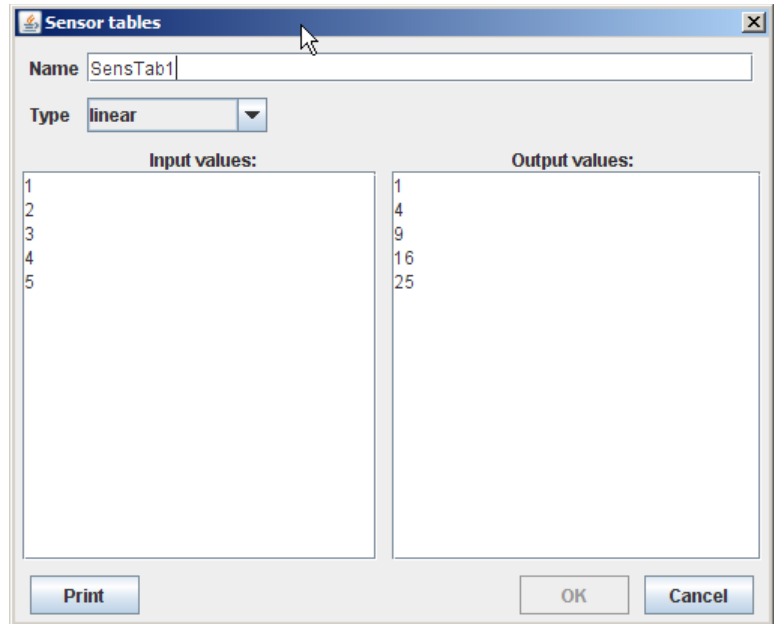 Sensor tables
Name SensTab1
Type linear
Input values:
1
2
3
4
5
Output values:
1
4
9
16
25
Print OK Cancel